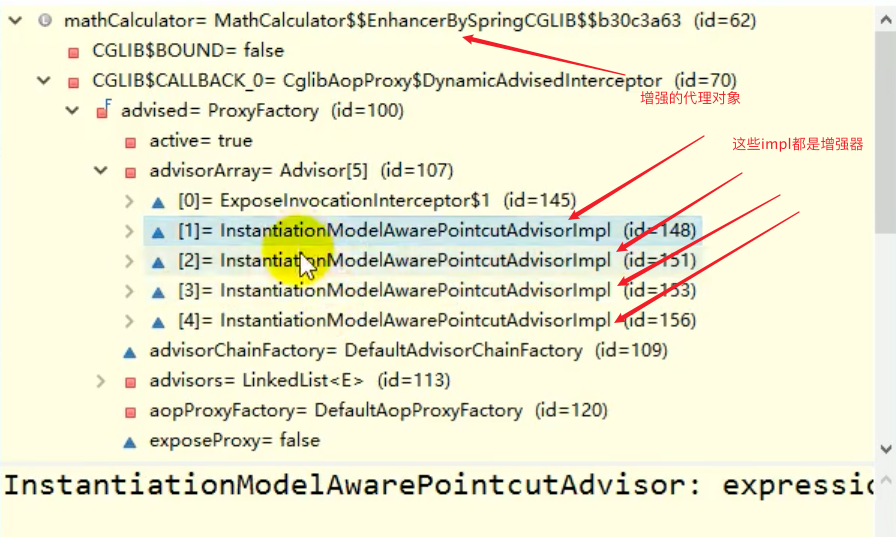 mathCalculator= MathCalculator$$EnhancerBySpringCGLIB$$b30c3a63 (id=62)
CGLIB$BOUND= false
CGLIB$CALLBACK_0= CglibAopProxy$DynamicAdvisedInterceptor (id=70)
增强的代理对象
advised= ProxyFactory (id=100)
active= true
这些impl都是增强器
advisorArray= Advisor[5] (id=107)
[0]= ExposeInvocationInterceptor$1 (id=145)
[1]= InstantiationModelAwarePointcutAdvisorImpl (id=148)
[2]= InstantiationModelAwarePointcutAdvisorImpl (id=151)
[3]= InstantiationModelAwarePointcutAdvisorImpl (id=153)
[4]= InstantiationModelAwarePointcutAdvisorImpl (id=156)
advisorChainFactory= DefaultAdvisorChainFactory (id=109)
advisors= LinkedList<E> (id=113)
aopProxyFactory= DefaultAopProxyFactory (id=120)
exposeProxy= false
InstantiationModelAwarePointcutAdvisor: expressio